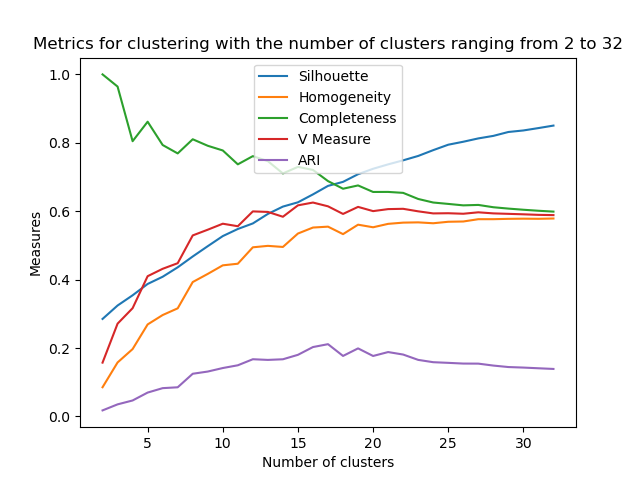 Metrics for clustering with the number of clusters ranging from 2 to 32
Silhouette
Homogeneity
Completeness
V Measure
ARI
Measures
1.0
0.8
0.6
0.4
0.2
0.0
5 10 15 20 25 30
Number of clusters